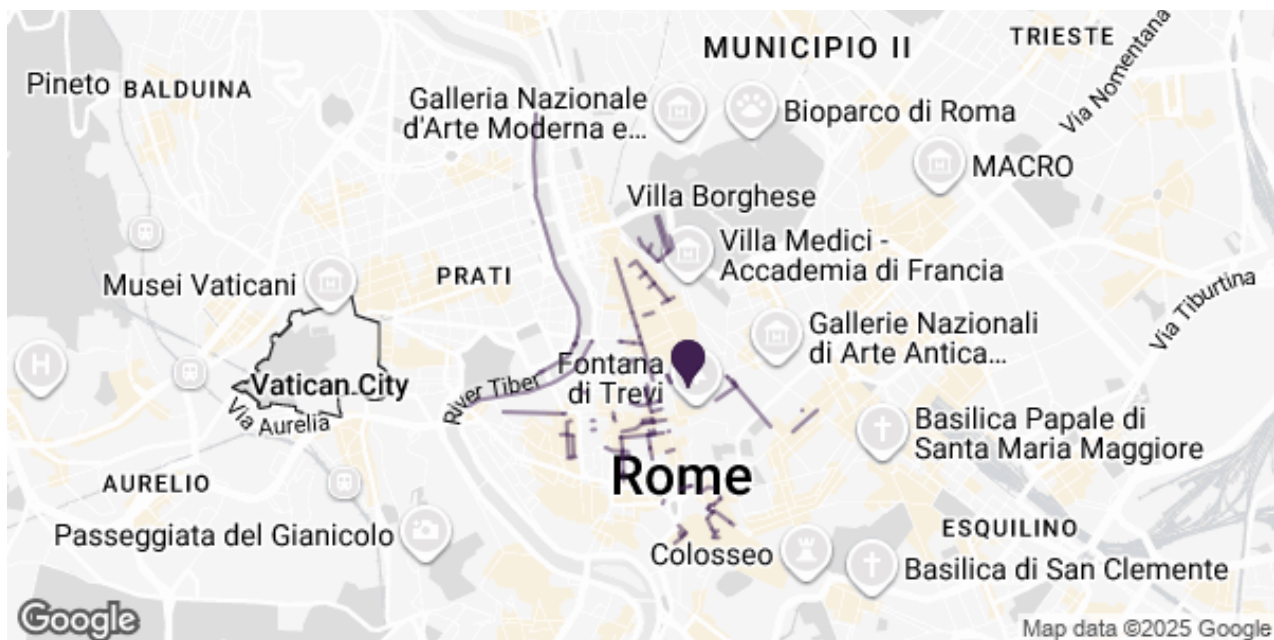 MUNICIPIO II
TRIESTE
Via Nomentana
Pineto
BALDUINA
Galleria Nazionale
d'Arte Moderna e...
Bioparco di Roma
MACRO
Villa Borghese
Villa Medici -
Accademia di Francia
Musei Vaticani
PRATI
Via Tiburtina
Gallerie Nazionali
di Arte Antica...
H
Fontana
di Trevi
Vatican City
River Tiber
Via Aurelia
Basilica Papale di
Santa Maria Maggiore
Rome
AURELIO
Passeggiata del Gianicolo
ESQUILINO
Colosseo
Basilica di San Clemente
Google
Map data ©2025 Google